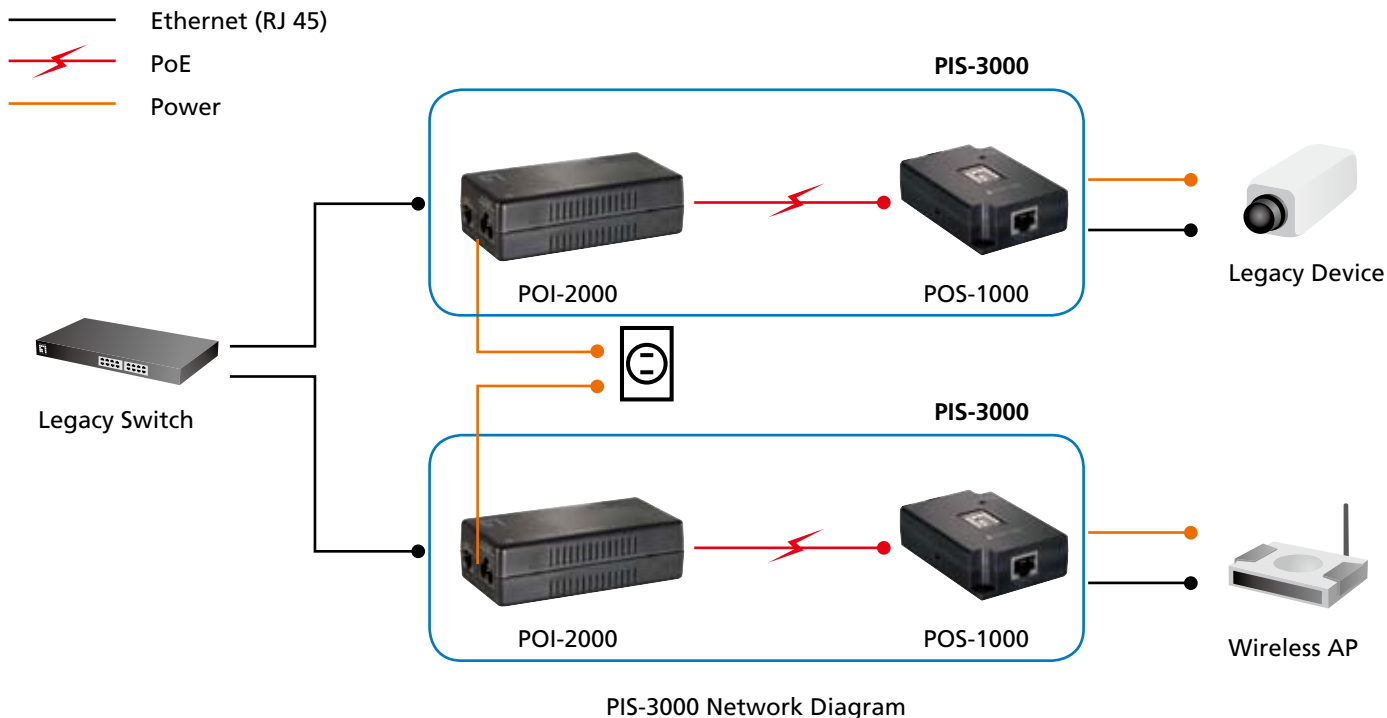 Ethernet (RJ 45)
PoE
Power
PIS-3000
POI-2000
POS-1000
Legacy Device
Legacy Switch
PIS-3000
POI-2000
POS-1000
Wireless AP
PIS-3000 Network Diagram